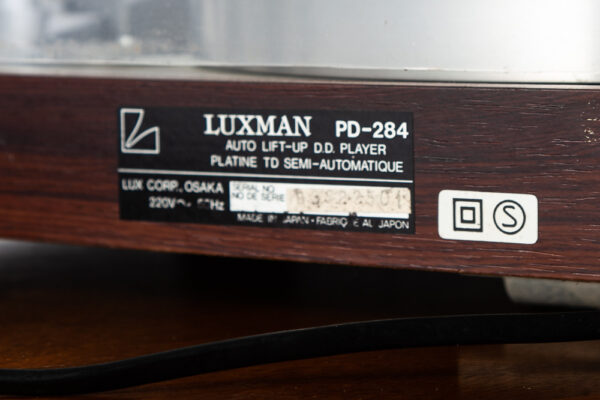 LUXMAN PD-284
AUTO LIFT-UP D.D. PLAYER
PLATINE TD SEMI-AUTOMATIQUE
LUX CORP., OSAKA
220V
SERIAL NO
NO DE SERIE
MADE IN JAPAN • FABRIQUE AU JAPON
S